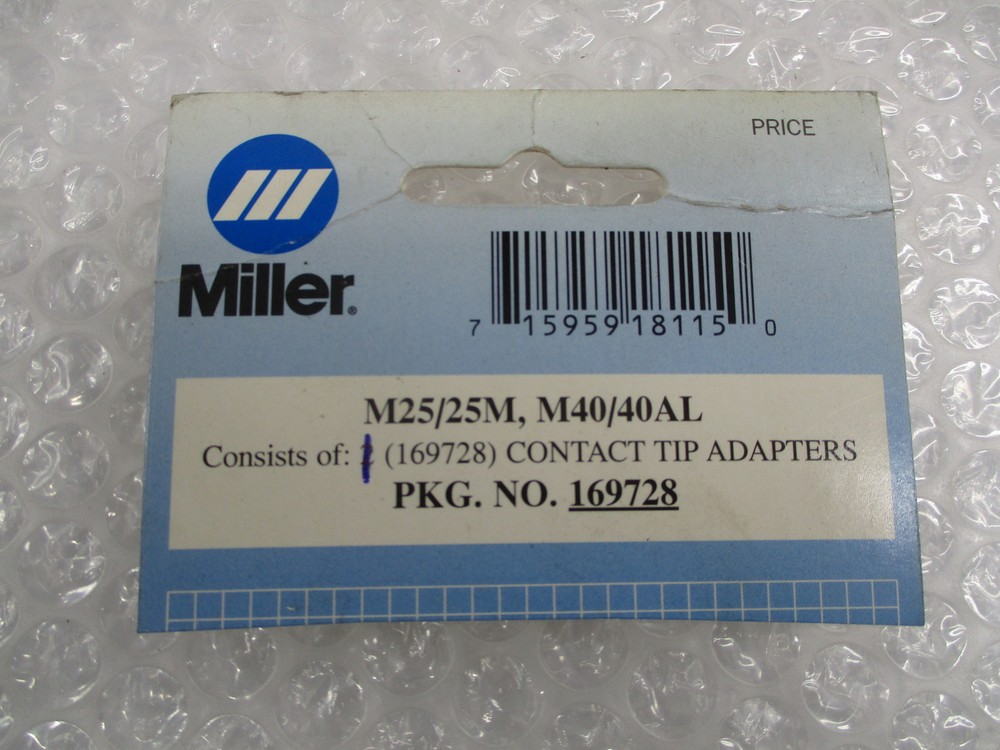 PRICE
Miller®
7 15959 18115 0
M25/25M, M40/40AL
Consists of: (169728) CONTACT TIP ADAPTERS
PKG. NO. 169728